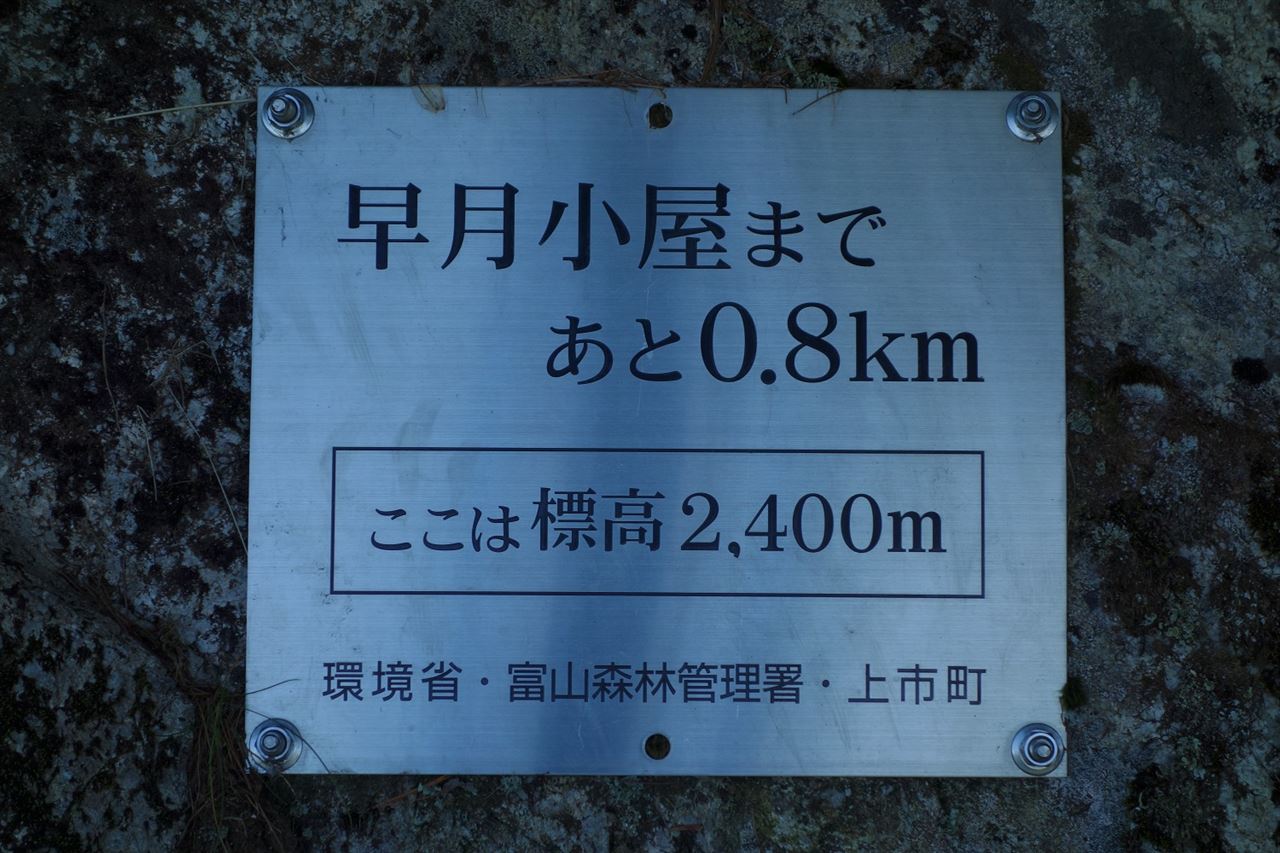 早月小屋まで
あと0.8km
ここは標高2,400m
環境省・富山森林管理署・上市町